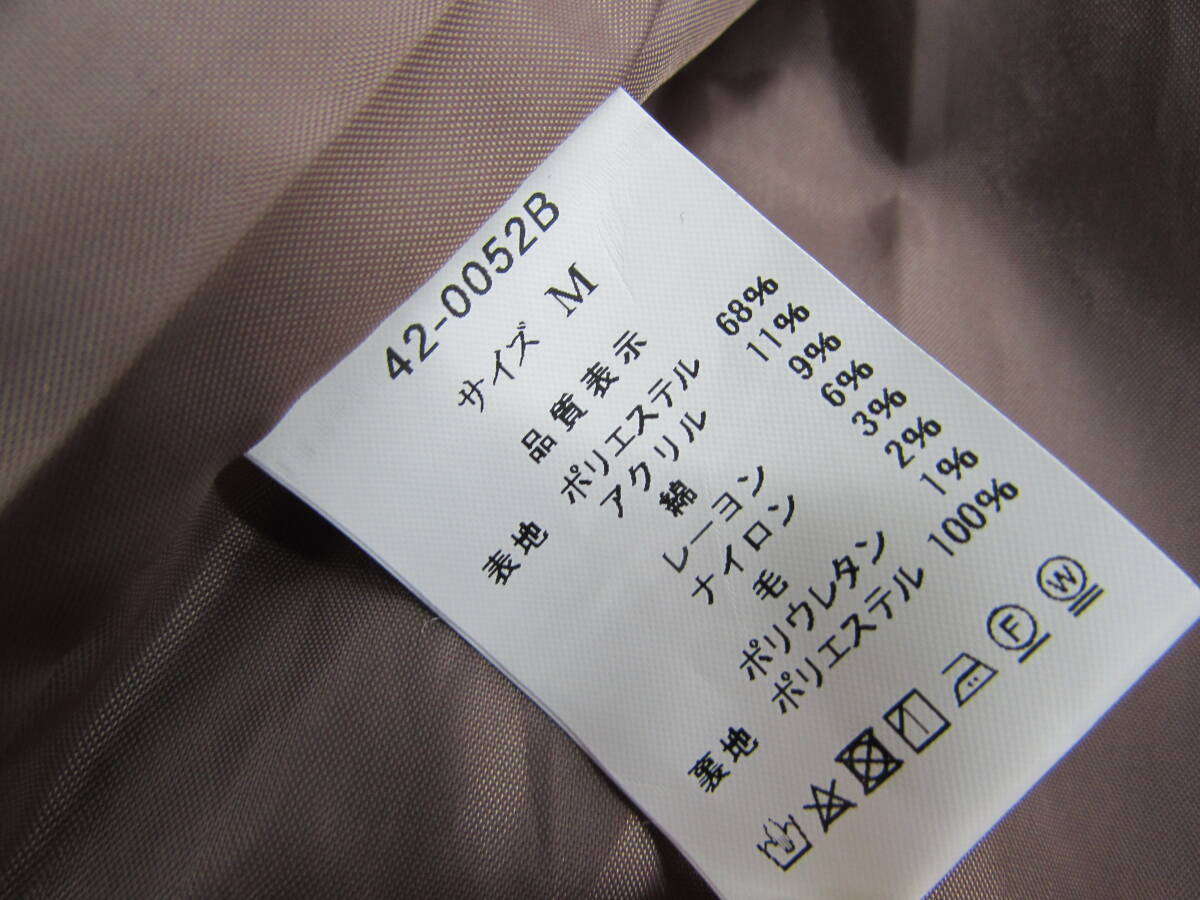 42-0052B
サイズ M
品質表示
表地 ポリエステル 68%
アクリル 11%
綿 9%
レーヨン 6%
ナイロン 3%
毛 2%
ポリウレタン 1%
裏地 ポリエステル 100%
F W